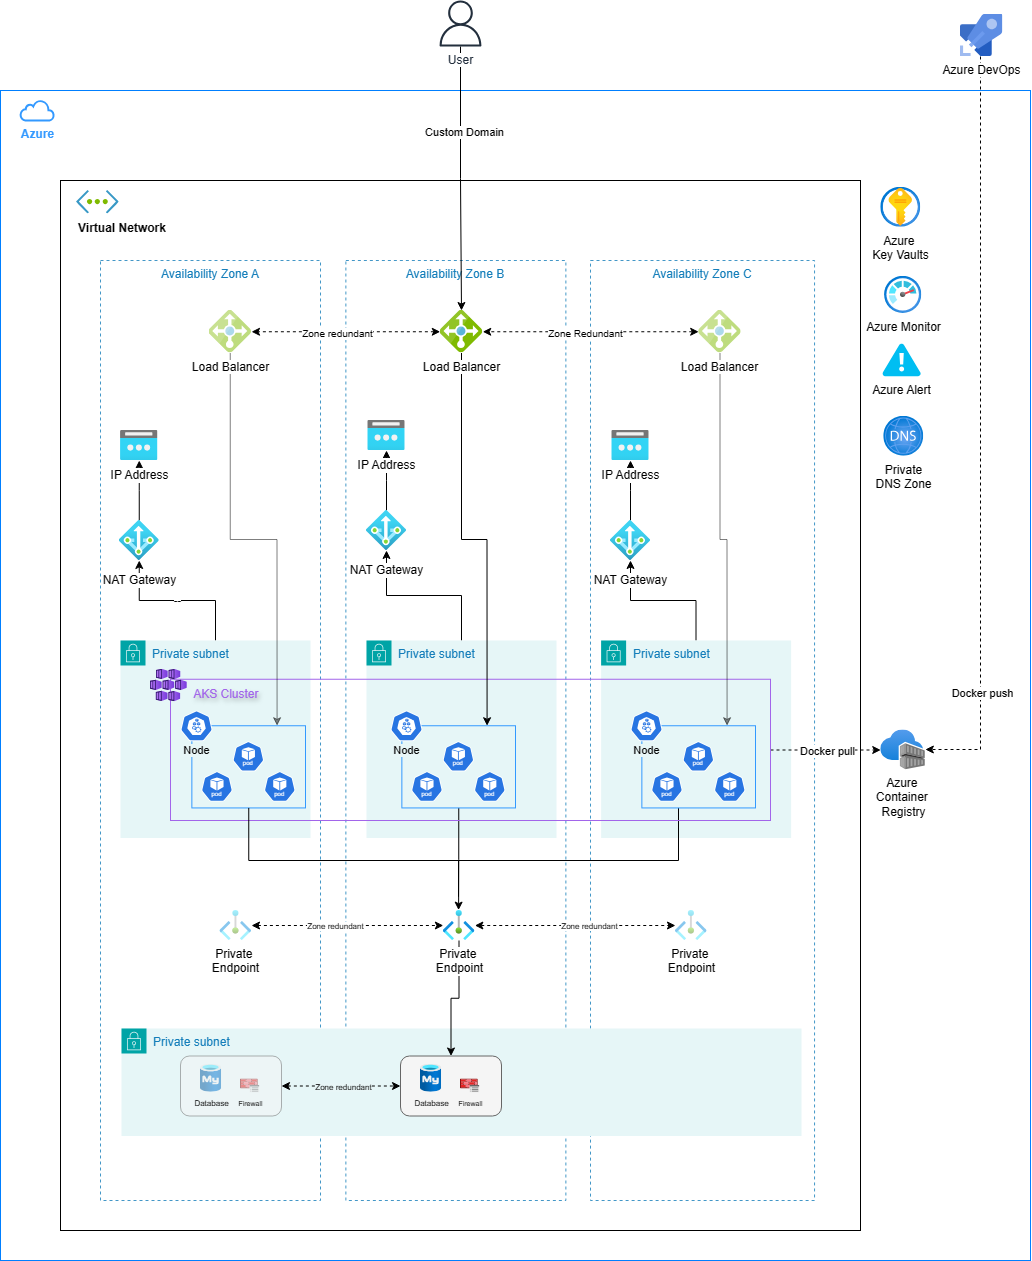 User
Azure DevOps
Azure
Custom Domain
Virtual Network
Azure
Key Vaults
Azure Monitor
Azure Alert
DNS
Private
DNS Zone
Availability Zone A
Availability Zone B
Availability Zone C
Zone redundant
Zone Redundant
Load Balancer
Load Balancer
Load Balancer
IP Address
IP Address
IP Address
NAT Gateway
NAT Gateway
NAT Gateway
Private subnet
Private subnet
Private subnet
AKS Cluster
Docker push
Node
pod
pod
pod
Node
pod
pod
pod
Node
pod
pod
pod
Docker pull
Azure
Container
Registry
Zone redundant
Zone redundant
Private
Endpoint
Private
Endpoint
Private
Endpoint
Private subnet
My
Database
Firewall
Zone redundant
My
Database
Firewall